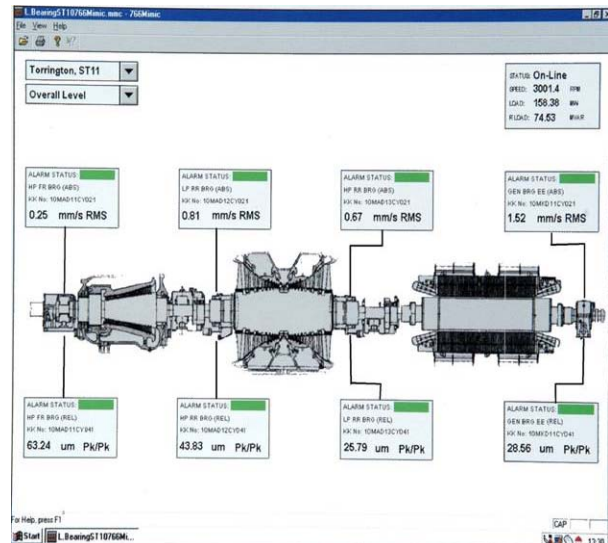 L.BearingST10766Mimic.mmc - 766Mimic
File View Help
Torrington, ST11
Overall Level
STATUS: On-Line
SPEED: 3001.4 RPM
LOAD: 158.38 MW
R LOAD: 74.53 MVAR
ALARM STATUS:
HP FR BRG (ABS)
KK No: 10MAD11CY021
0.25 mm/s RMS
ALARM STATUS:
LP RR BRG (ABS)
KK No: 10MAD12CY021
0.81 mm/s RMS
ALARM STATUS:
HP RR BRG (ABS)
KK No: 10MAD13CY021
0.67 mm/s RMS
ALARM STATUS:
GEN BRG EE (ABS)
KK No: 10MKD11CY021
1.52 mm/s RMS
ALARM STATUS:
HP FR BRG (REL)
KK No: 10MAD11CY041
63.24 um Pk/Pk
ALARM STATUS:
HP RR BRG (REL)
KK No: 10MAD12CY041
43.83 um Pk/Pk
ALARM STATUS:
LP RR BRG (REL)
KK No: 10MAD12CY041
25.79 um Pk/Pk
ALARM STATUS:
GEN BRG EE (REL)
KK No: 10MKD11CY041
28.56 um Pk/Pk
For Help, press F1
CAP
Start L.BearingST10766Mi...
13:30